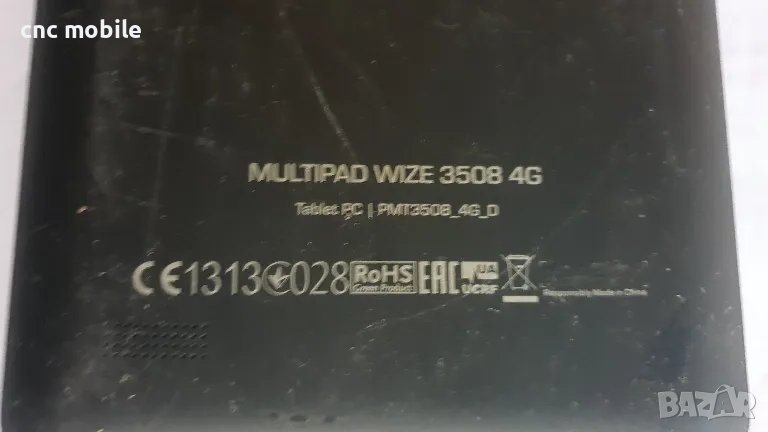 cnc mobile
MULTIPAD WIZE 3508 4G
Tablet PC | PMT3508_4G_D
CE1313 028 RoHS EAC UA
Green Product UCRF Responsibly Made in China
BAZAR